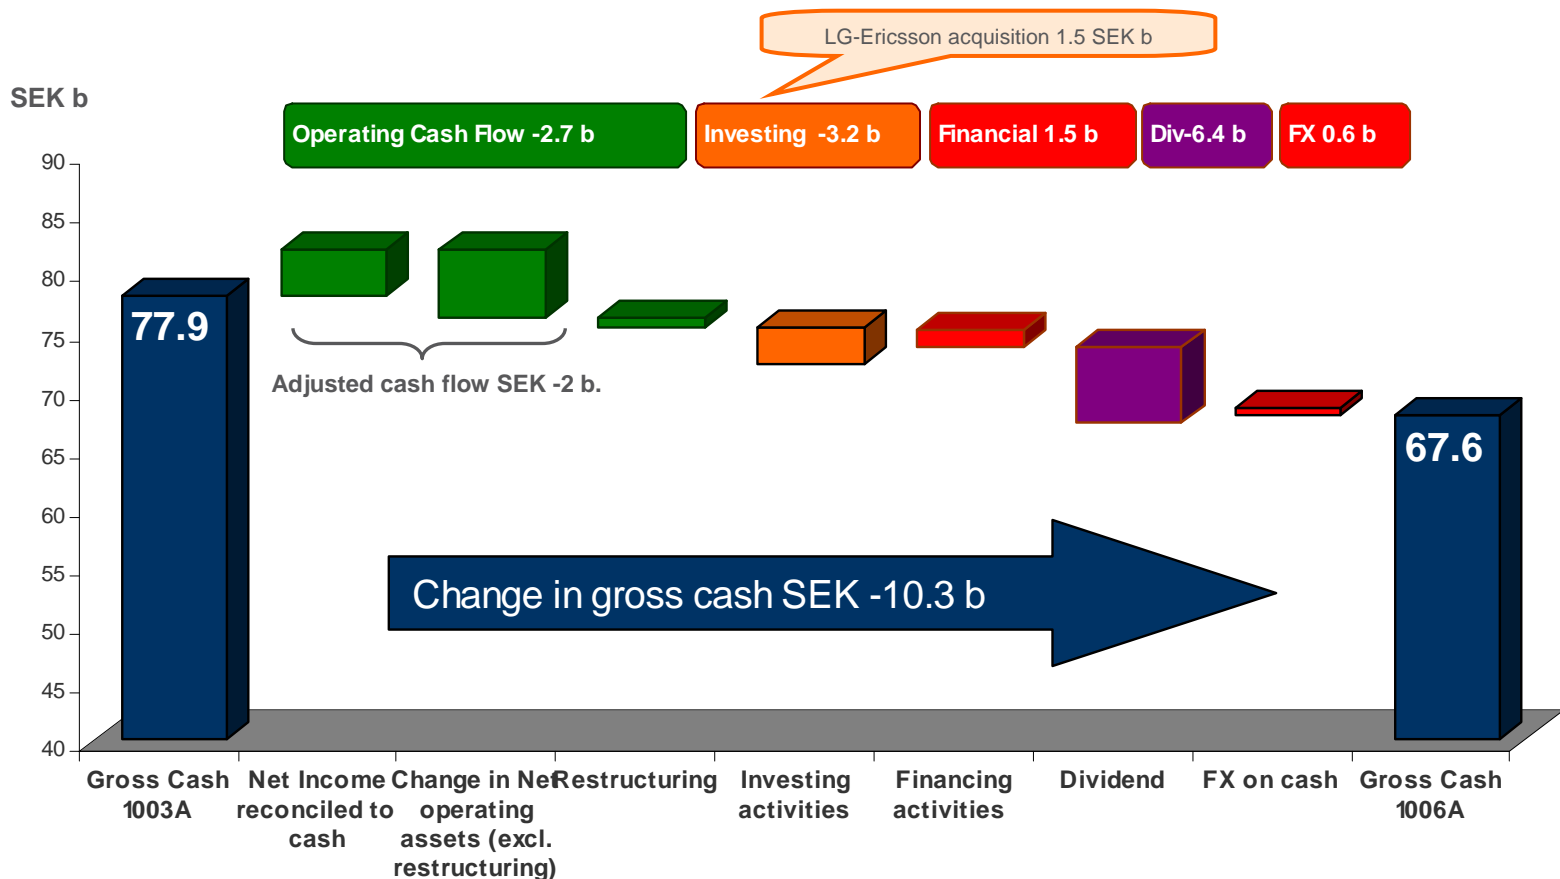 LG-Ericsson acquisition 1.5 SEK b
SEK b
Operating Cash Flow -2.7 b
Investing -3.2 b
Financial 1.5 b
Div-6.4 b
FX 0.6 b
90
85
80
75
70
65
60
55
50
45
40
77.9
Adjusted cash flow SEK -2 b.
67.6
Change in gross cash SEK -10.3 b
Gross Cash
1003A
Net Income
reconciled to
cash
Change in Net
operating
assets (excl.
restructuring)
Restructuring
Investing
activities
Financing
activities
Dividend
FX on cash
Gross Cash
1006A